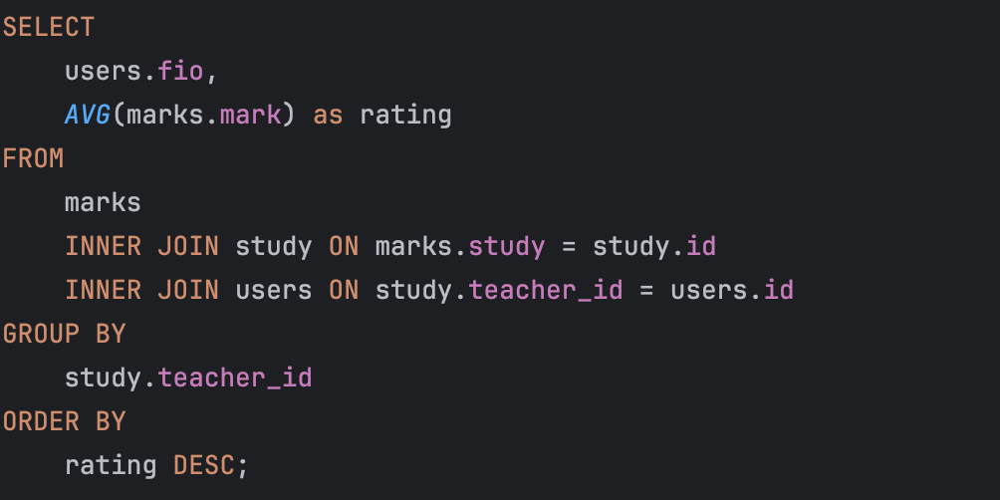 SELECT
    users.fio,
    AVG(marks.mark) as rating
FROM
    marks
    INNER JOIN study ON marks.study = study.id
    INNER JOIN users ON study.teacher_id = users.id
GROUP BY
    study.teacher_id
ORDER BY
    rating DESC;